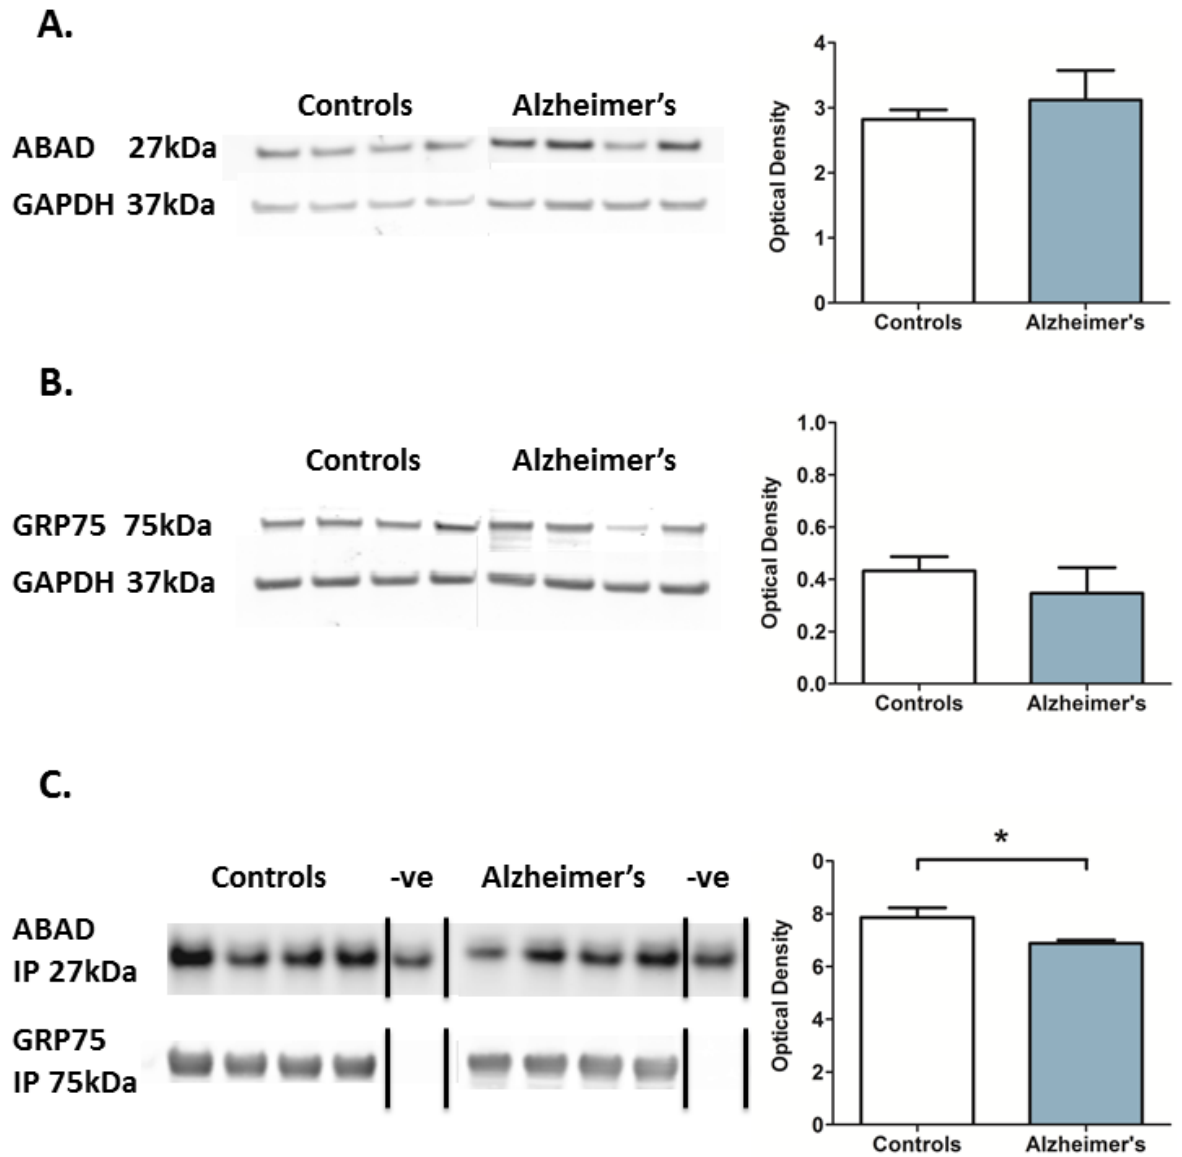 A.
Controls Alzheimer's
ABAD 27kDa
GAPDH 37kDa
4
3
2
1
0
Optical Density
Controls Alzheimer's
B.
Controls Alzheimer's
GRP75 75kDa
GAPDH 37kDa
1.0
0.8
0.6
0.4
0.2
0.0
Optical Density
Controls Alzheimer's
C.
Controls -ve Alzheimer's -ve
ABAD
IP 27kDa
GRP75
IP 75kDa
*
0
8
6
4
2
0
Optical Density
Controls Alzheimer's